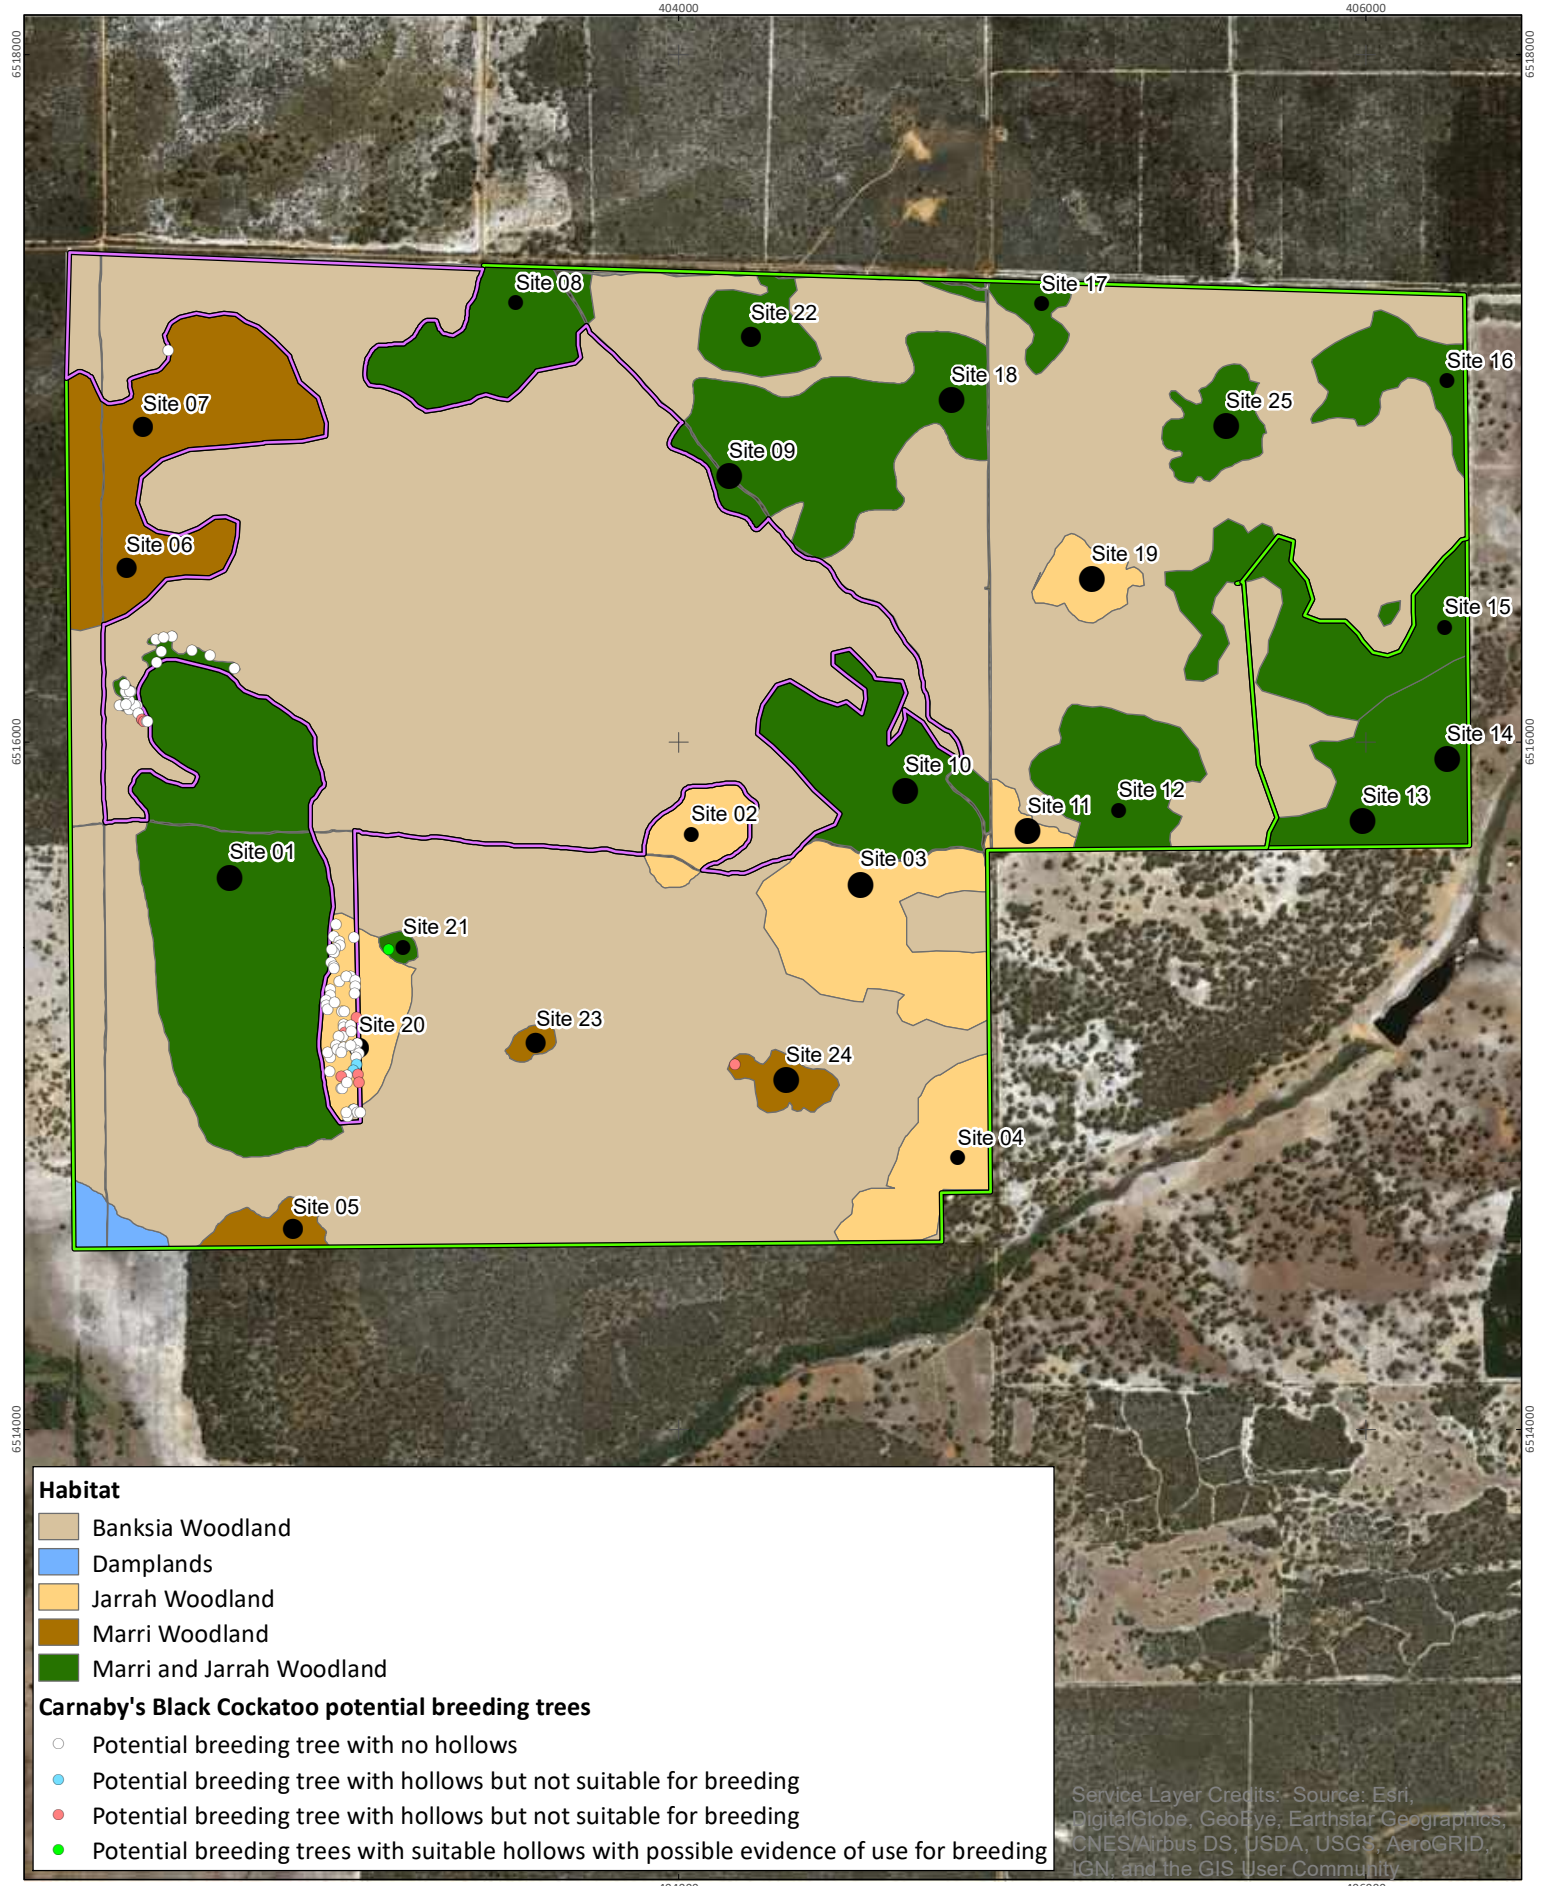 404000
406000
6518000
6518000
Site 08
Site 17
Site 22
Site 16
Site 18
Site 07
Site 25
Site 09
Site 06
Site 19
Site 15
6516000
6516000
Site 14
Site 10
Site 12
Site 13
Site 11
Site 02
Site 01
Site 03
Site 21
Site 20
Site 23
Site 24
Site 04
Site 05
6514000
6514000
Habitat
Banksia Woodland
Damplands
Jarrah Woodland
Marri Woodland
Marri and Jarrah Woodland
Carnaby's Black Cockatoo potential breeding trees
Potential breeding tree with no hollows
Potential breeding tree with hollows but not suitable for breeding
Potential breeding tree with hollows but not suitable for breeding
Potential breeding trees with suitable hollows with possible evidence of use for breeding
Service Layer Credits: Source: Esri,
DigitalGlobe, GeoEye, Earthstar Geographics,
CNES/Airbus DS, USDA, USGS, AeroGRID,
IGN, and the GIS User Community